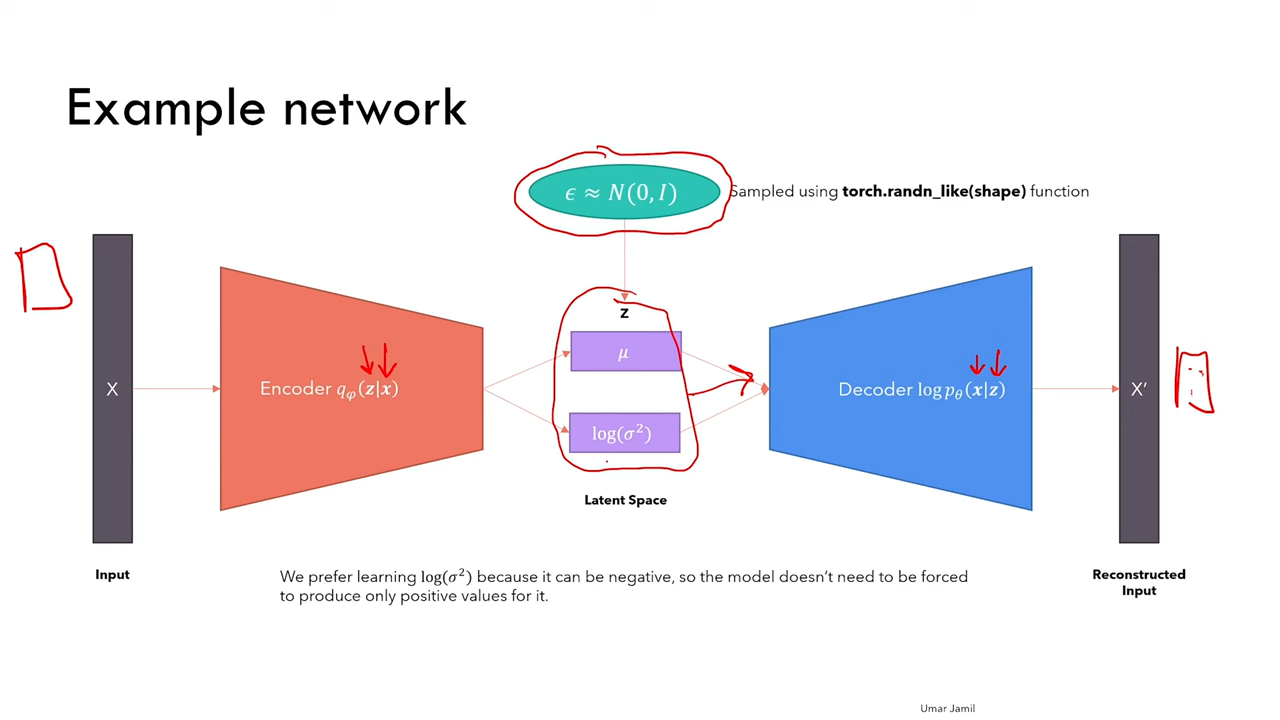 Example network
ϵ ≈ N(0, I)
Sampled using torch.randn_like(shape) function
z
μ
X
Encoder qφ(z|x)
Decoder log pθ(x|z)
X'
log(σ²)
Latent Space
Input
We prefer learning log(σ²) because it can be negative, so the model doesn't need to be forced
to produce only positive values for it.
Reconstructed
Input
Umar Jamil